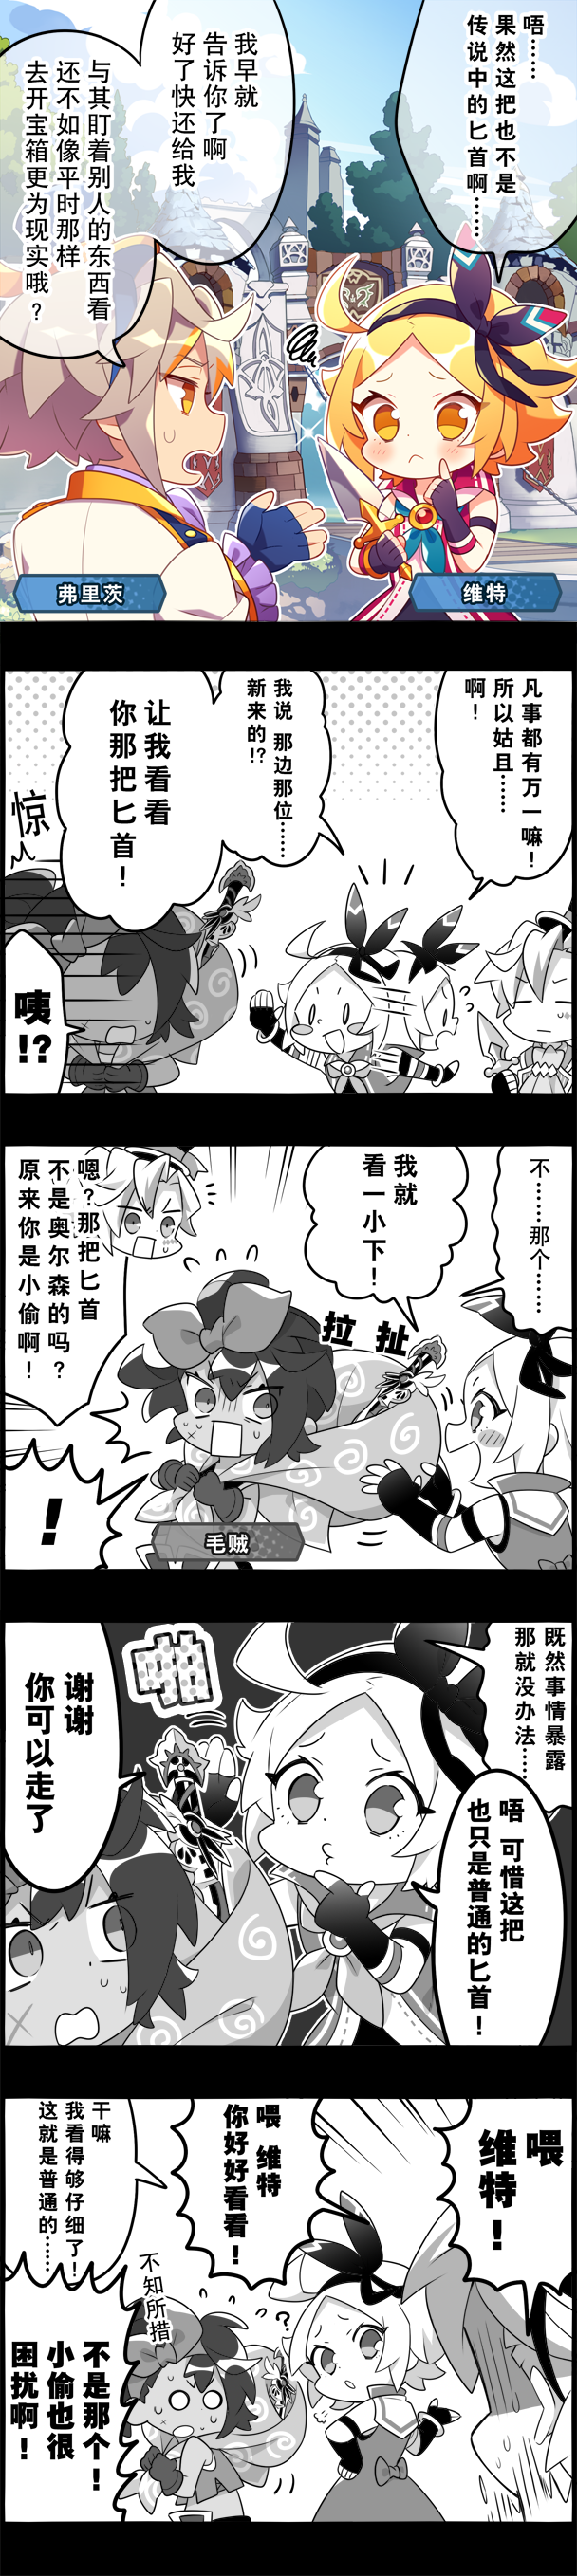 唔……
果然这把也不是
传说中的匕首啊……
我早就
告诉你了啊
好了快还给我
与其盯着别人的东西看
还不如像平时那样
去开宝箱更为现实哦？
弗里茨
维特
凡事都有万一嘛！
所以姑且……
啊！
我说 那边那位……
新来的!?
让我看看
你那把匕首！
惊
咦
!?
不……那个……
我就
看一小下！
拉 扯
嗯？那把匕首
不是奥尔森的吗？
原来你是小偷啊！
！
毛贼
既然事情暴露
那就没办法……
唔 可惜这把
也只是普通的匕首！
啪
谢谢
你可以走了
喂
维特！
喂 维特
你好好看看！
干嘛
我看得够仔细了！
这就是普通的……
不知所措
?
不是那个！
小偷也很
困扰啊！